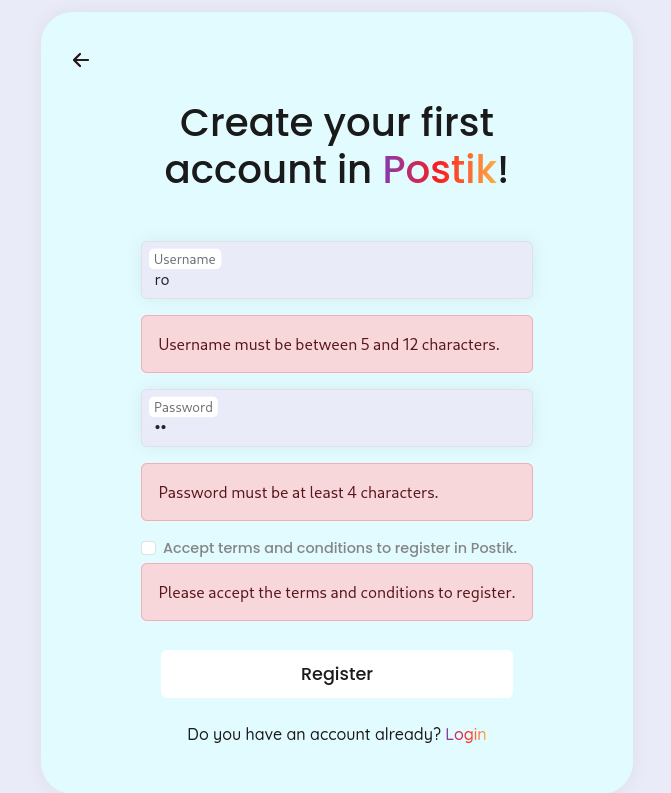 Create your first
account in Postik!
Username
ro
Username must be between 5 and 12 characters.
Password
••
Password must be at least 4 characters.
Accept terms and conditions to register in Postik.
Please accept the terms and conditions to register.
Register
Do you have an account already? Login